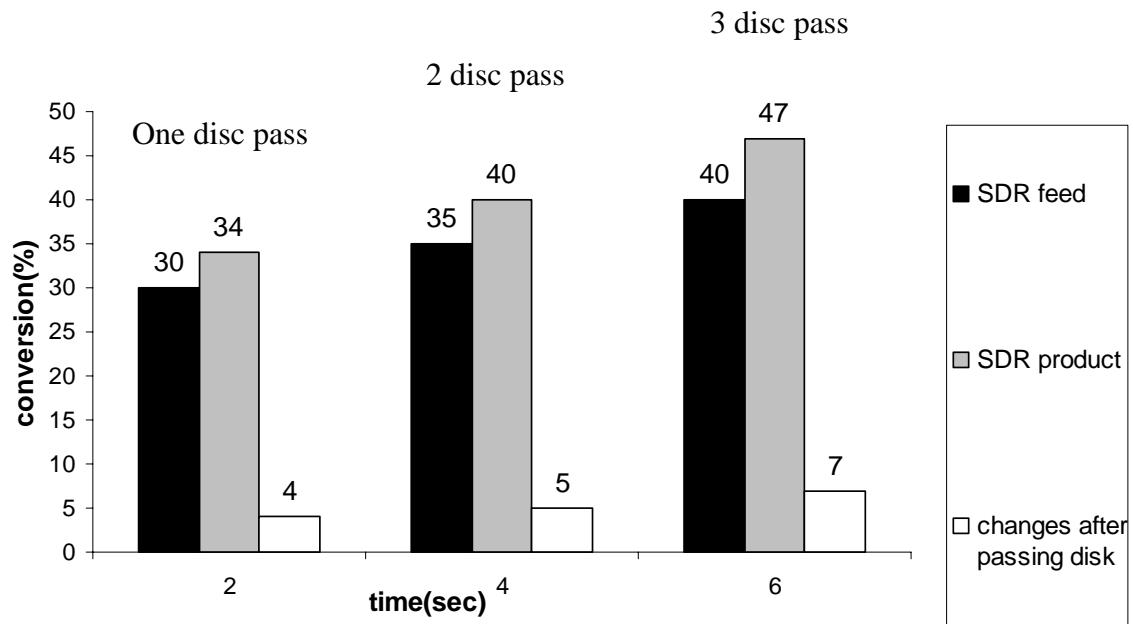 3 disc pass
2 disc pass
One disc pass
50
45
40
35
30
25
20
15
10
5
0
conversion(%)
30
34
4
35
40
5
40
47
7
2
4
6
time(sec)
SDR feed
SDR product
changes after
passing disk